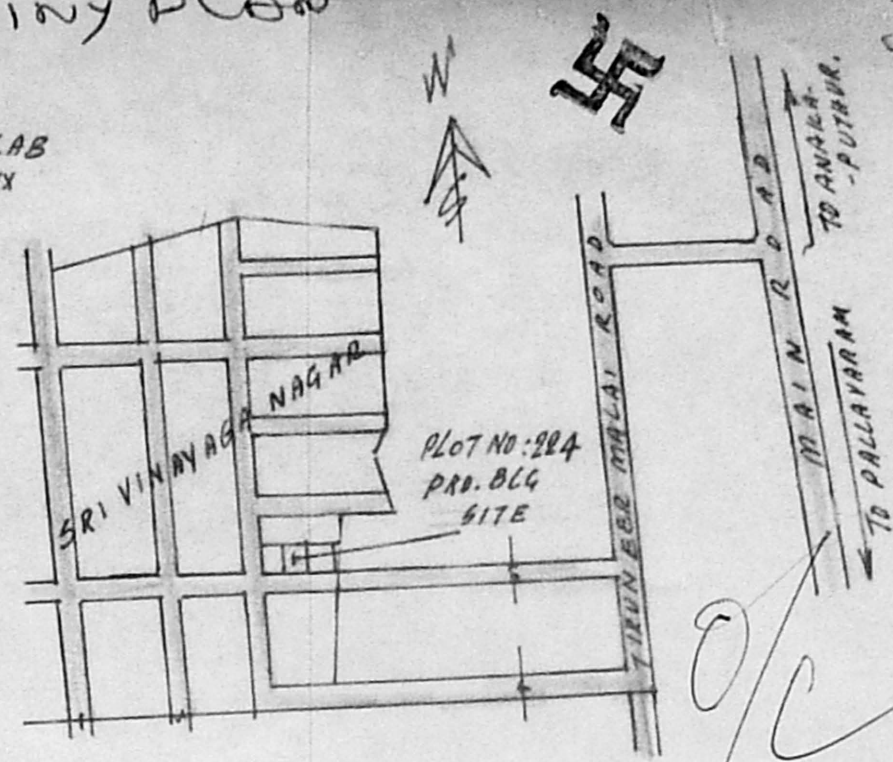 N
TO ANAKA-
-PUTHUR.
MAIN ROAD
TO PALLAVARAM
TIRUNEER MALAI ROAD
SRI VINAYAGA NAGAR
PLOT NO:224
PRO. BLG
SITE